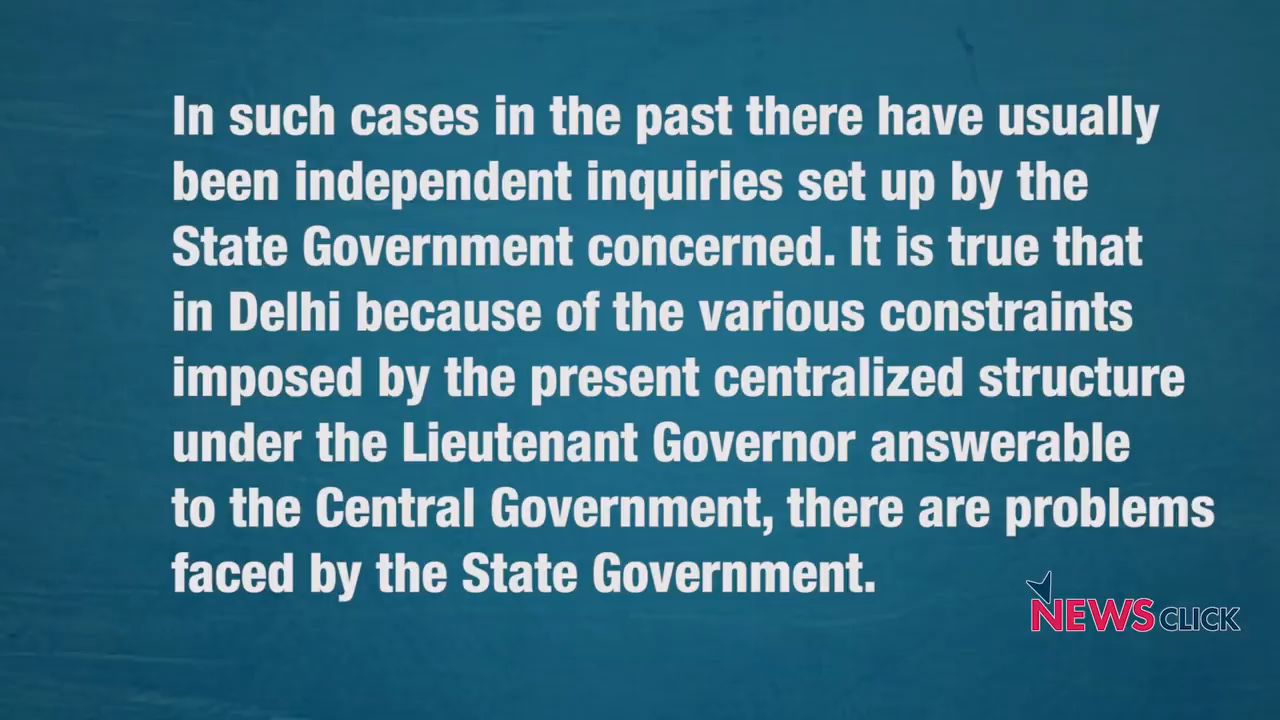 In such cases in the past there have usually
been independent inquiries set up by the
State Government concerned. It is true that
in Delhi because of the various constraints
imposed by the present centralized structure
under the Lieutenant Governor answerable
to the Central Government, there are problems
faced by the State Government.
NEWSCLICK